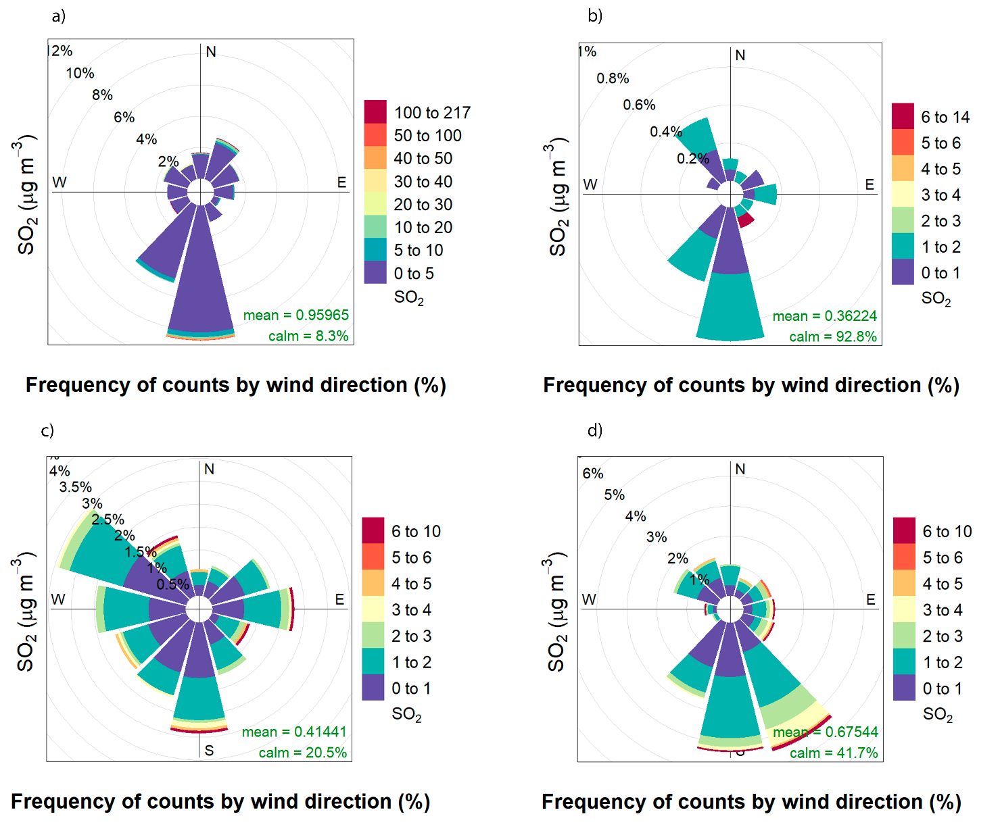 a)
12%
10%
8%
6%
4%
2%
N
W
E
SO2 (μg m−3)
100 to 217
50 to 100
40 to 50
30 to 40
20 to 30
10 to 20
5 to 10
0 to 5
SO2
mean = 0.95965
calm = 8.3%
Frequency of counts by wind direction (%)
b)
1%
0.8%
0.6%
0.4%
0.2%
N
W
E
SO2 (μg m−3)
6 to 14
5 to 6
4 to 5
3 to 4
2 to 3
1 to 2
0 to 1
SO2
mean = 0.36224
calm = 92.8%
Frequency of counts by wind direction (%)
c)
4%
3.5%
3%
2.5%
2%
1.5%
1%
0.5%
N
W
E
S
SO2 (μg m−3)
6 to 10
5 to 6
4 to 5
3 to 4
2 to 3
1 to 2
0 to 1
SO2
mean = 0.41441
calm = 20.5%
Frequency of counts by wind direction (%)
d)
6%
5%
4%
3%
2%
1%
N
W
E
SO2 (μg m−3)
6 to 10
5 to 6
4 to 5
3 to 4
2 to 3
1 to 2
0 to 1
SO2
mean = 0.67544
calm = 41.7%
Frequency of counts by wind direction (%)